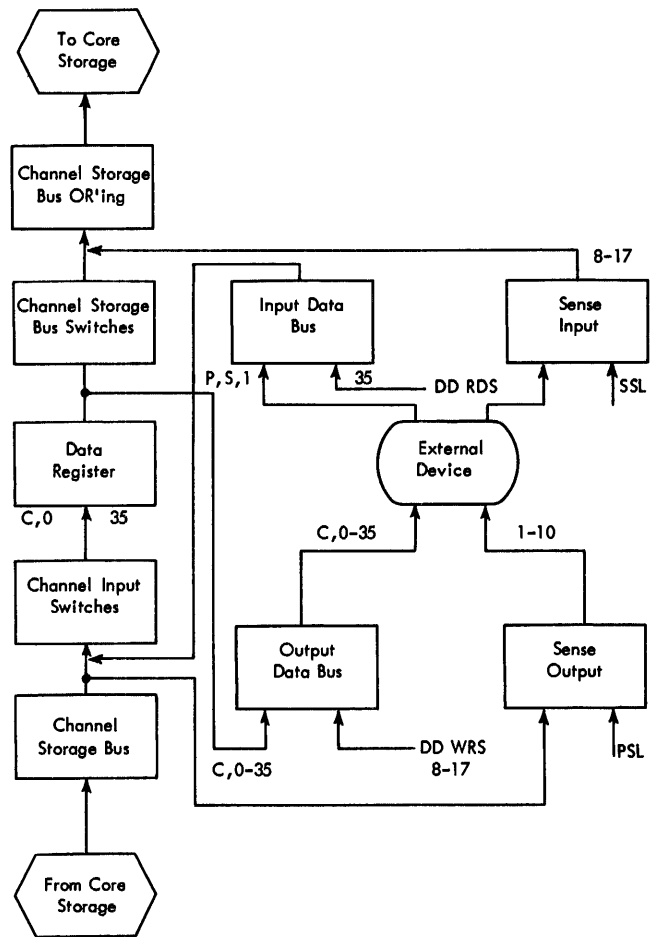 To Core
Storage
Channel Storage
Bus OR'ing
8-17
Channel Storage
Bus Switches
Input Data
Bus
Sense
Input
P,S,1
35
DD RDS
SSL
Data
Register
External
Device
C,0
35
C,0-35
1-10
Channel Input
Switches
Output
Data Bus
Sense
Output
Channel
Storage Bus
DD WRS
PSL
C,0-35
8-17
From Core
Storage